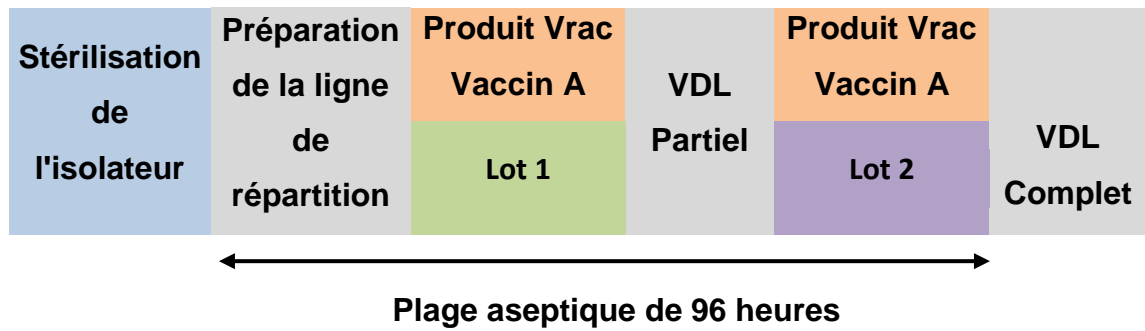 Stérilisation
de
l'isolateur
Préparation
de la ligne
de
répartition
Produit Vrac
Vaccin A
Lot 1
VDL
Partiel
Produit Vrac
Vaccin A
Lot 2
VDL
Complet
Plage aseptique de 96 heures